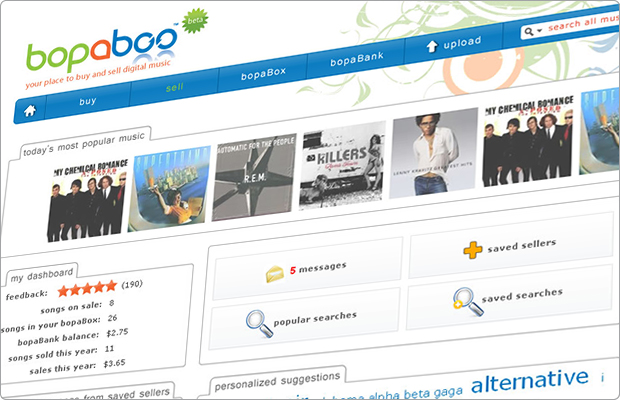 bopaboo™
beta
your place to buy and sell digital music
search all mus
buy
sell
bopaBox
bopaBank
upload
today's most popular music
MY CHEMICAL ROMANCE
SUPERTRAMP
AUTOMATIC FOR THE PEOPLE
R.E.M.
THE KILLERS
LENNY KRAVITZ GREATEST HITS
MY CHEMICAL ROMANCE
my dashboard
feedback: (190)
songs on sale: 8
songs in your bopaBox: 26
bopaBank balance: $2.75
songs sold this year: 11
sales this year: $3.65
5 messages
saved sellers
popular searches
saved searches
from saved sellers
personalized suggestions
alpha beta gaga
alternative
i